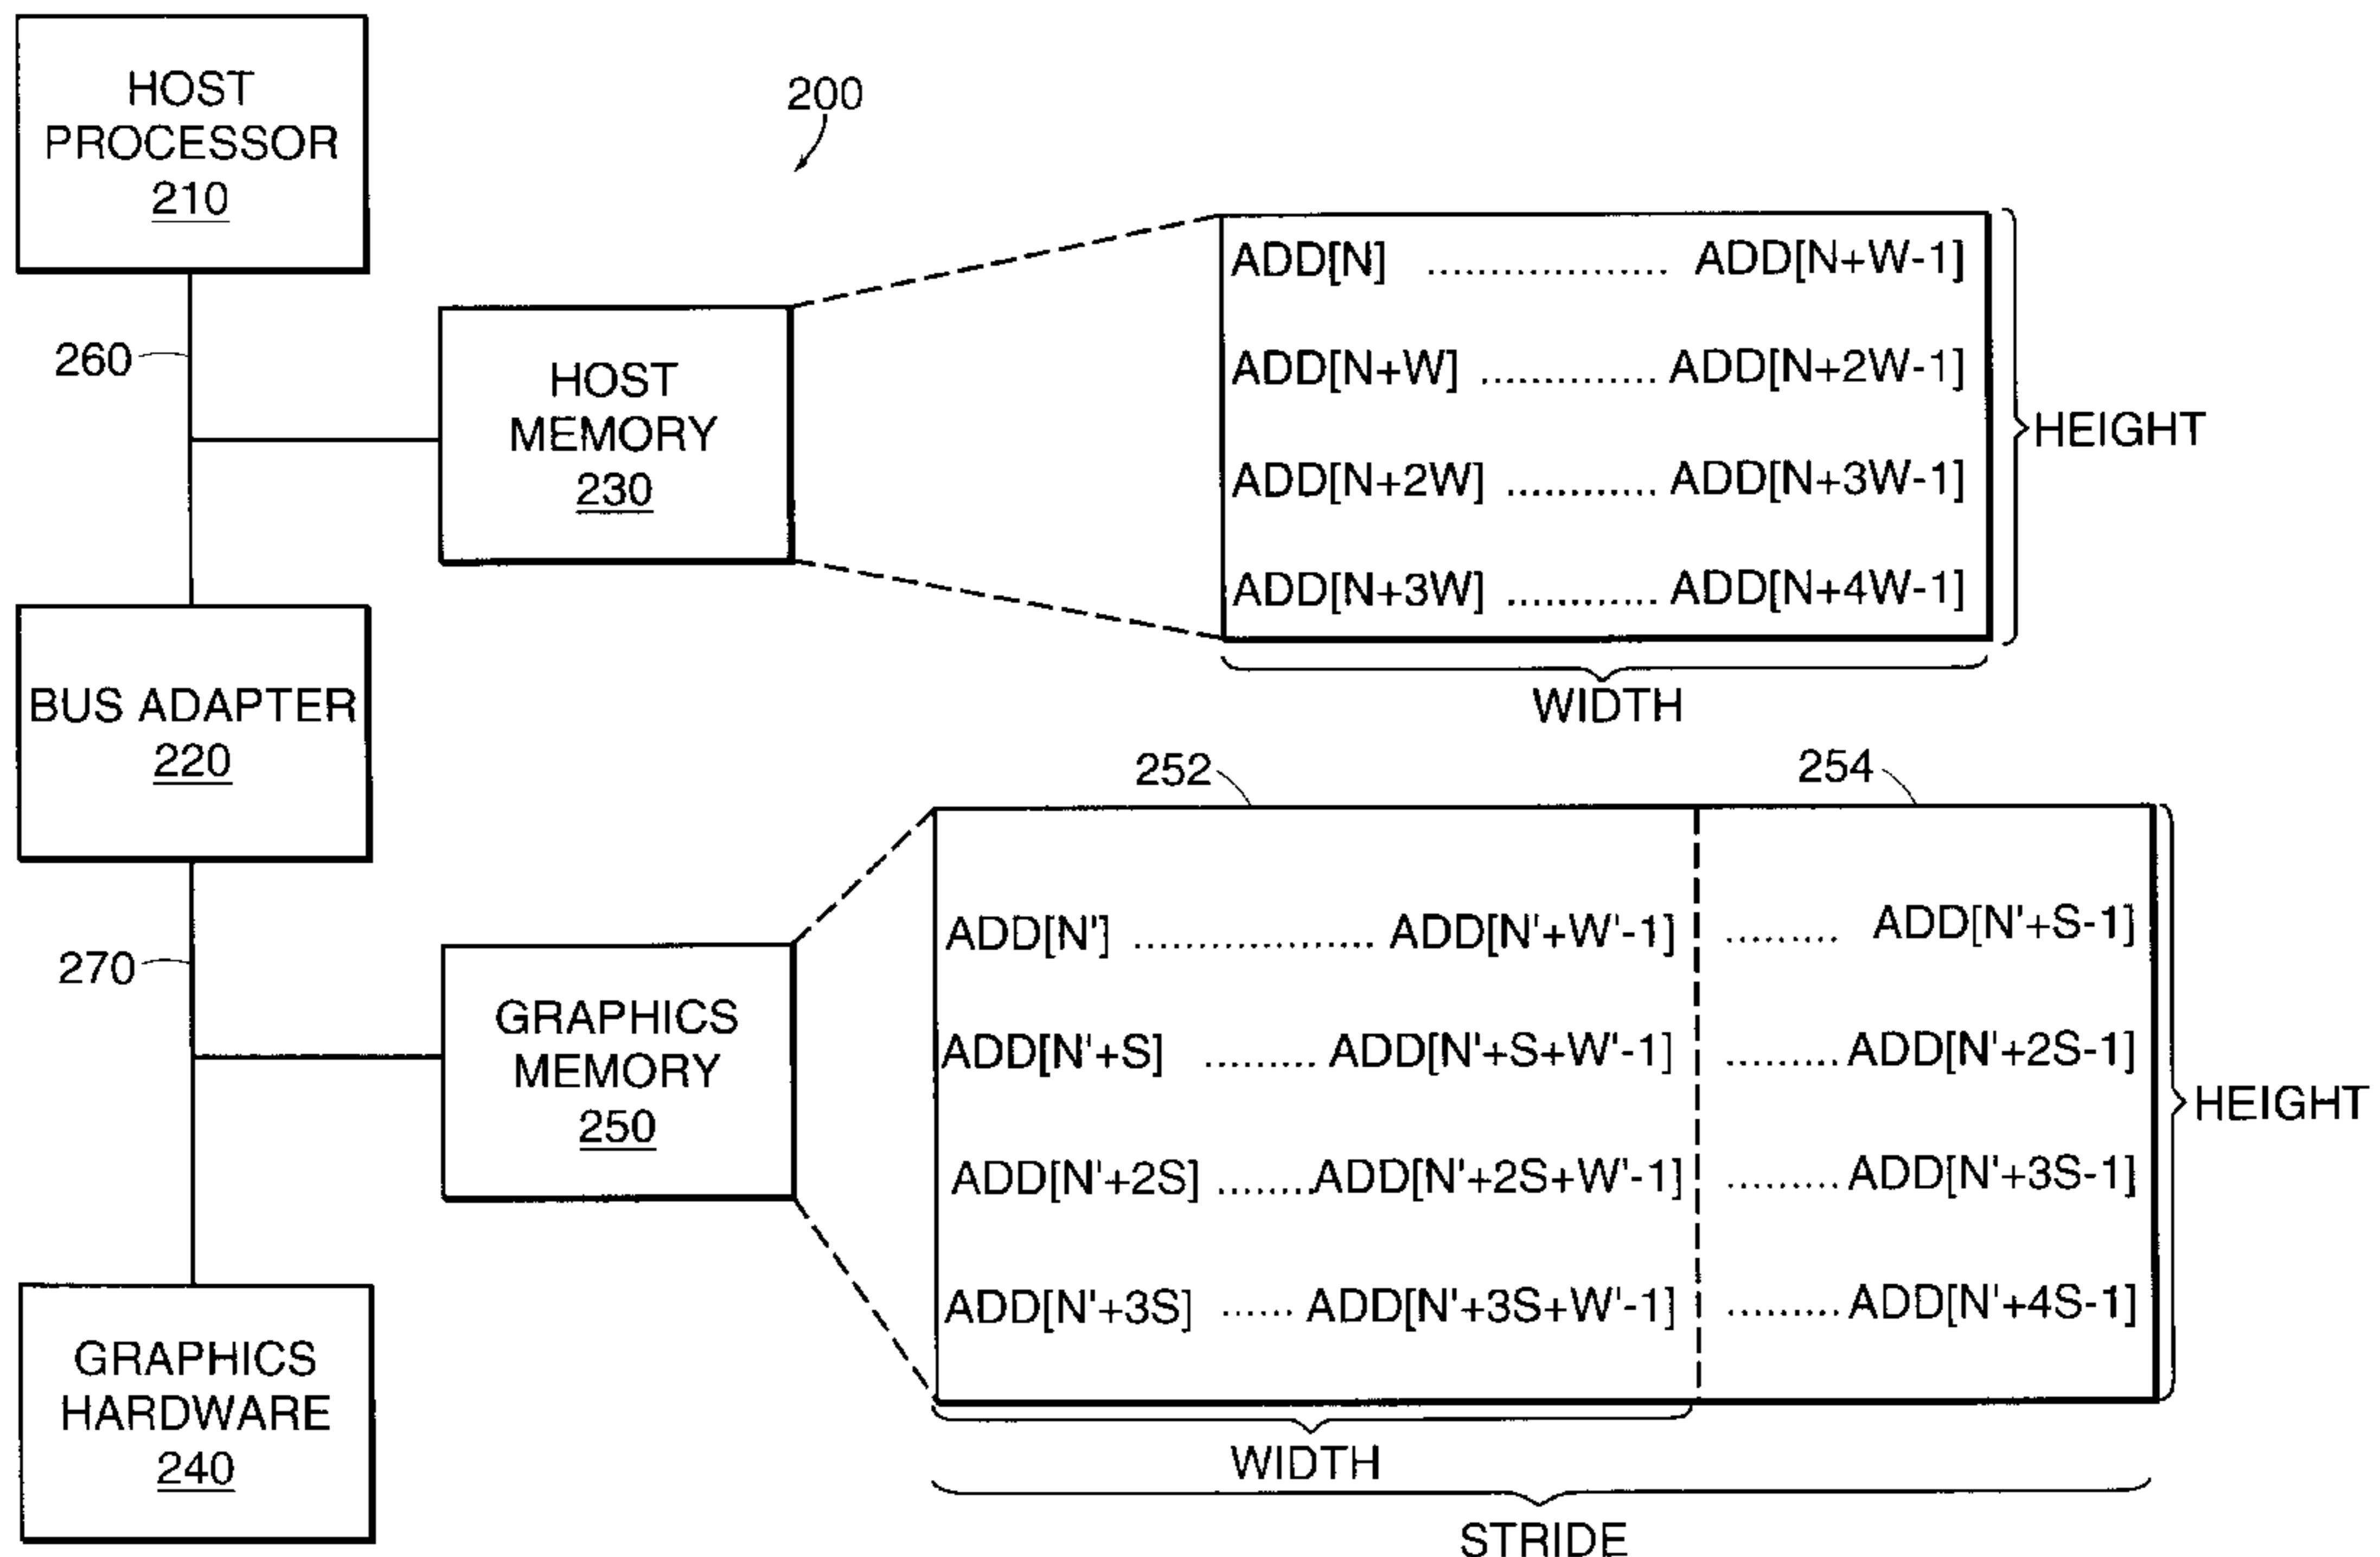 HOST
PROCESSOR
210
200
260
HOST
MEMORY
230
ADD[N] .................. ADD[N+W-1]
ADD[N+W] ............. ADD[N+2W-1]
ADD[N+2W] ............ ADD[N+3W-1]
ADD[N+3W] ............ ADD[N+4W-1]
HEIGHT
WIDTH
BUS ADAPTER
220
252
254
270
GRAPHICS
MEMORY
250
ADD[N'] ................... ADD[N'+W'-1] ......... ADD[N'+S-1]
ADD[N'+S] ......... ADD[N'+S+W'-1] ......... ADD[N'+2S-1]
ADD[N'+2S] ........ ADD[N'+2S+W'-1] ......... ADD[N'+3S-1]
ADD[N'+3S] ...... ADD[N'+3S+W'-1] ......... ADD[N'+4S-1]
HEIGHT
WIDTH
STRIDE
GRAPHICS
HARDWARE
240